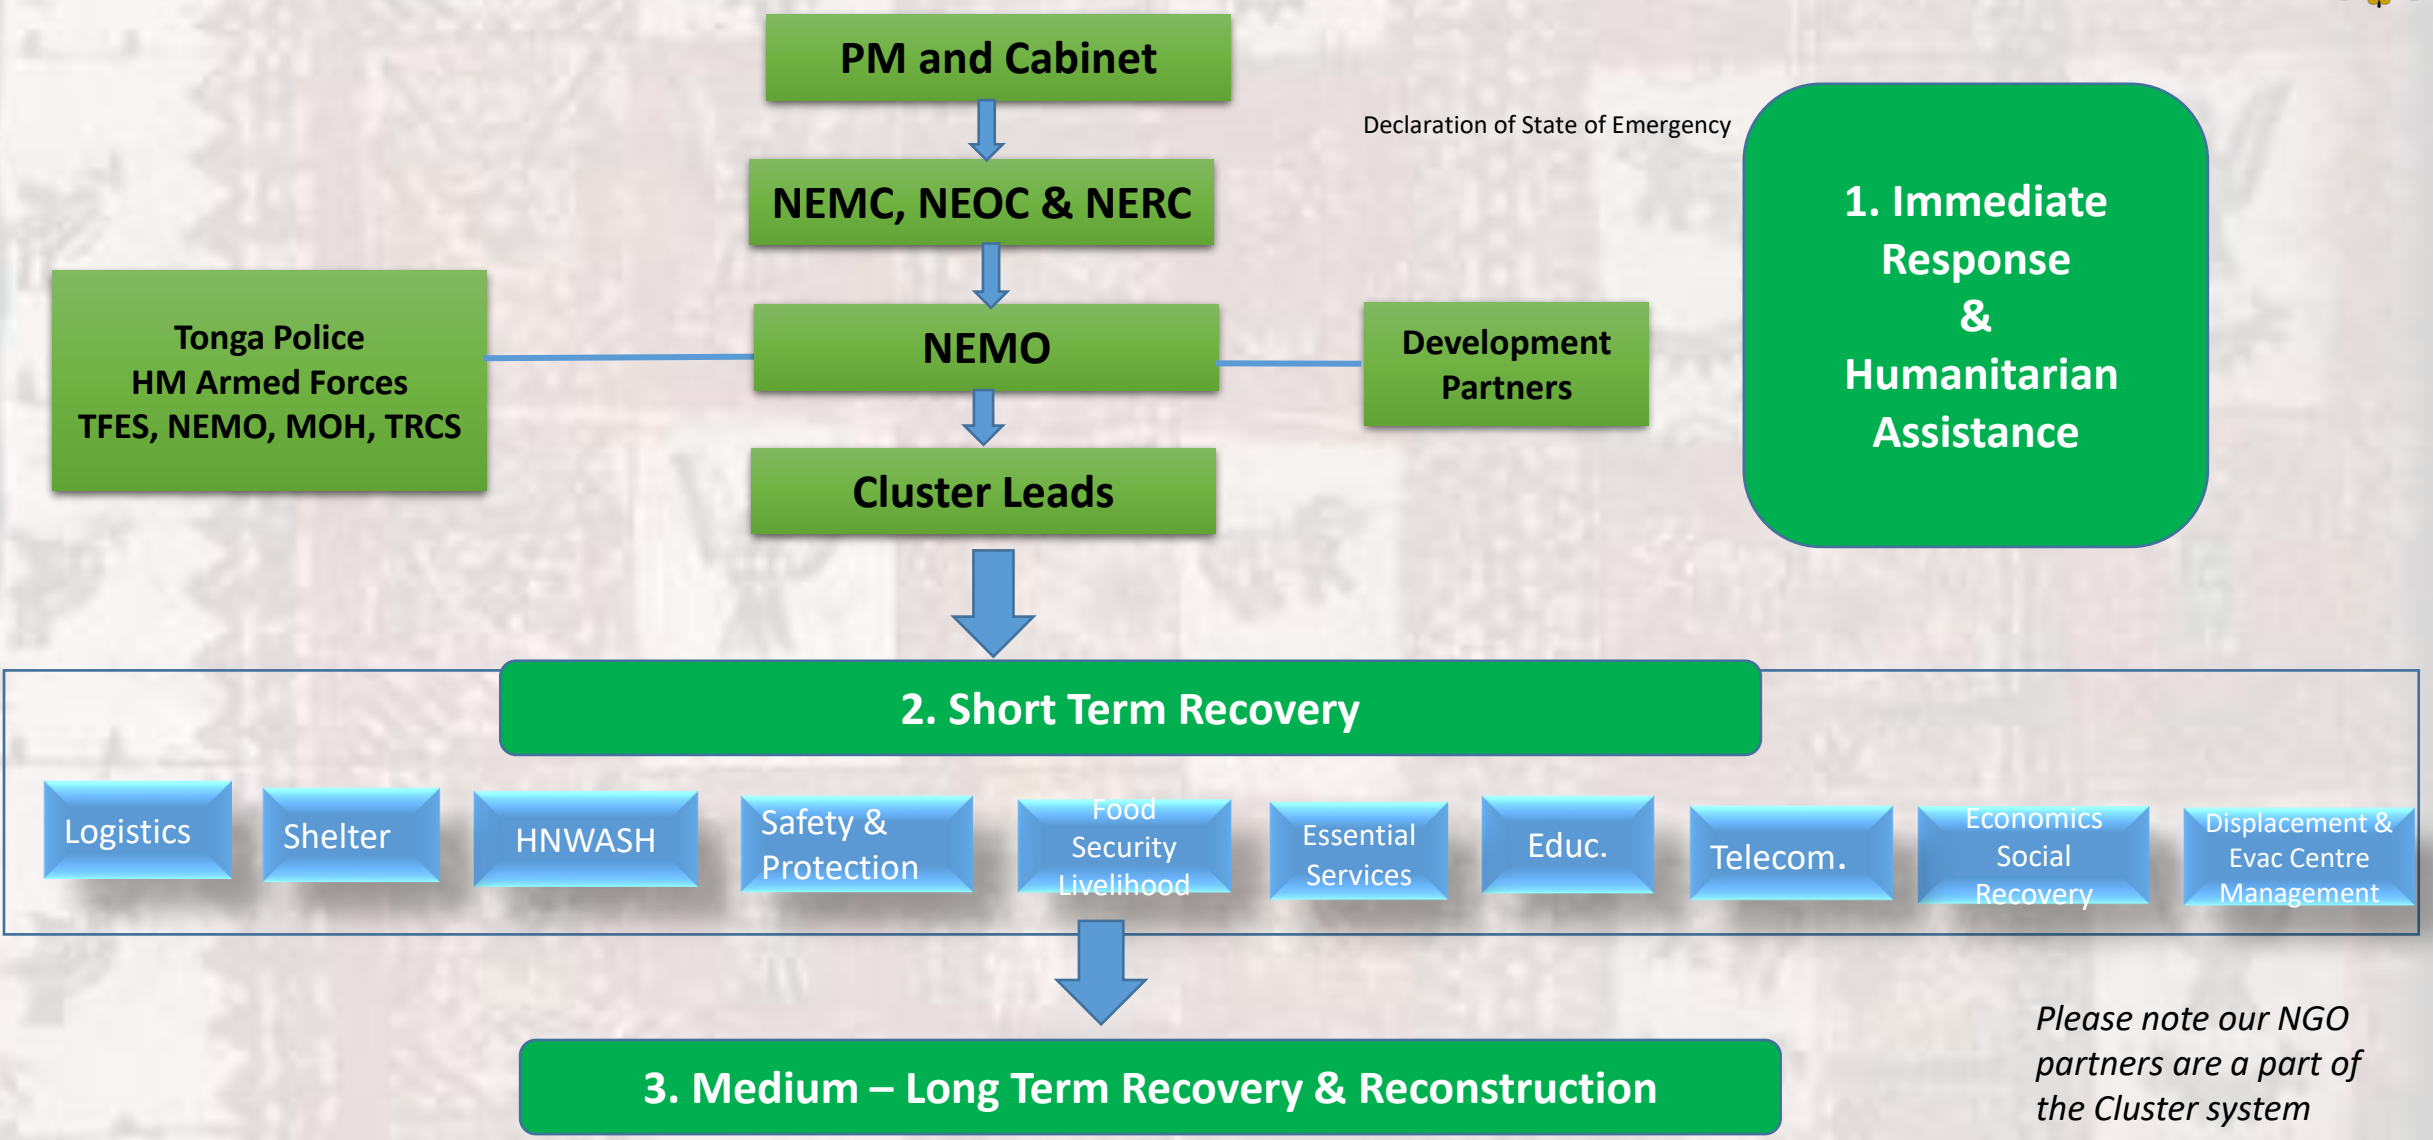 PM and Cabinet
Declaration of State of Emergency
NEMC, NEOC & NERC
1. Immediate
Response
&
Humanitarian
Assistance
Tonga Police
HM Armed Forces
TFES, NEMO, MOH, TRCS
NEMO
Development
Partners
Cluster Leads
2. Short Term Recovery
Logistics
Shelter
HNWASH
Safety &
Protection
Food
Security
Livelihood
Essential
Services
Educ.
Telecom.
Economics
Social
Recovery
Displacement &
Evac Centre
Management
3. Medium – Long Term Recovery & Reconstruction
Please note our NGO
partners are a part of
the Cluster system